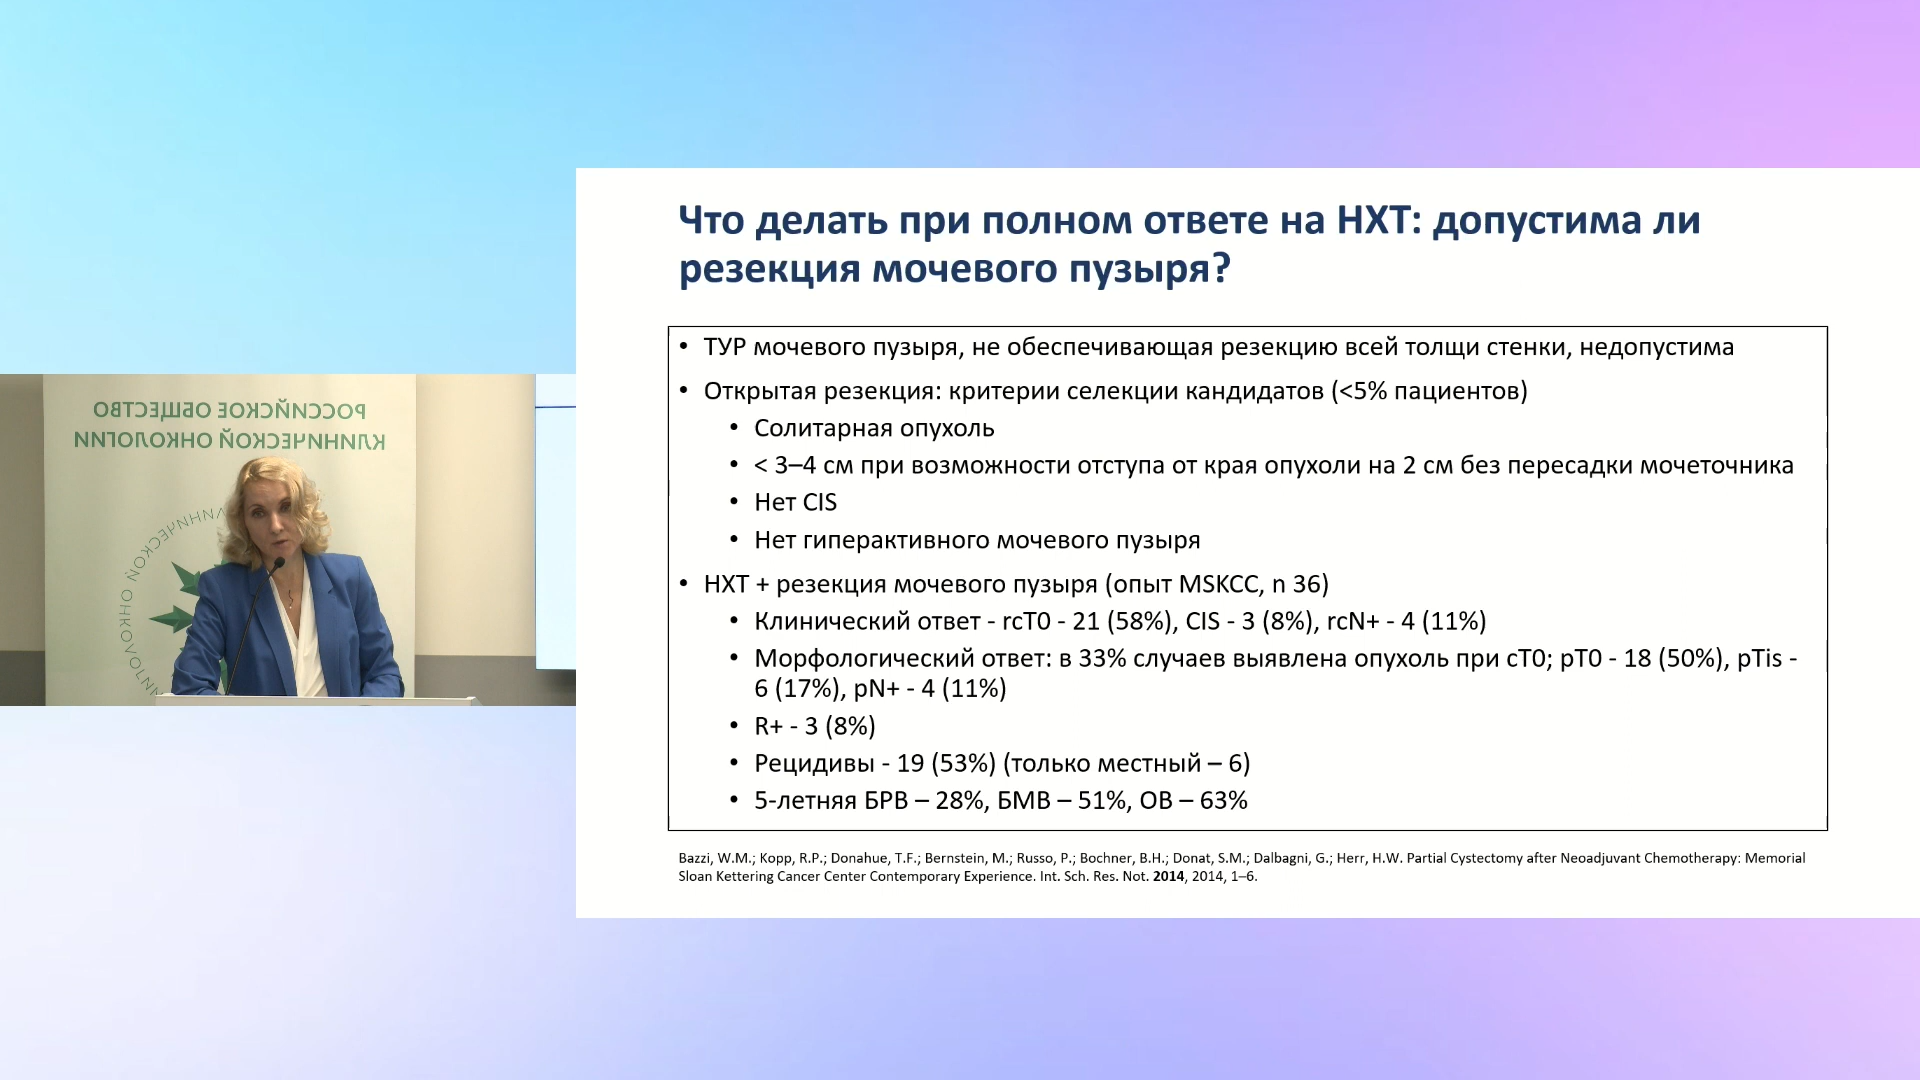 Что делать при полном ответе на НХТ: допустима ли
резекция мочевого пузыря?
• ТУР мочевого пузыря, не обеспечивающая резекцию всей толщи стенки, недопустима
• Открытая резекция: критерии селекции кандидатов (<5% пациентов)
• Солитарная опухоль
• < 3–4 см при возможности отступа от края опухоли на 2 см без пересадки мочеточника
• Нет CIS
• Нет гиперактивного мочевого пузыря
• НХТ + резекция мочевого пузыря (опыт MSKCC, n 36)
• Клинический ответ - rcT0 - 21 (58%), CIS - 3 (8%), rcN+ - 4 (11%)
• Морфологический ответ: в 33% случаев выявлена опухоль при cT0; pT0 - 18 (50%), pTis -
6 (17%), pN+ - 4 (11%)
• R+ - 3 (8%)
• Рецидивы - 19 (53%) (только местный – 6)
• 5-летняя БРВ – 28%, БМВ – 51%, ОВ – 63%
Bazzi, W.M.; Kopp, R.P.; Donahue, T.F.; Bernstein, M.; Russo, P.; Bochner, B.H.; Donat, S.M.; Dalbagni, G.; Herr, H.W. Partial Cystectomy after Neoadjuvant Chemotherapy: Memorial
Sloan Kettering Cancer Center Contemporary Experience. Int. Sch. Res. Not. 2014, 2014, 1–6.
РОССИЙСКОЕ ОБЩЕСТВО
КЛИНИЧЕСКОЙ ОНКОЛОГИИ